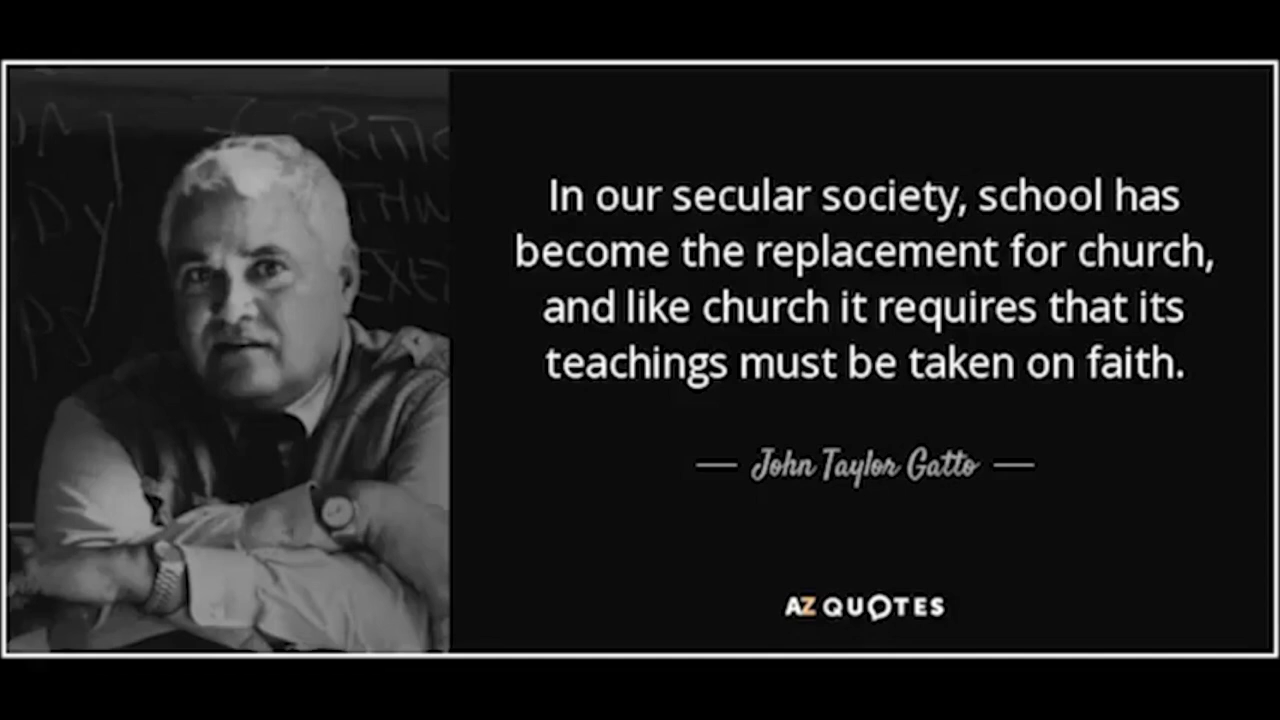 In our secular society, school has
become the replacement for church,
and like church it requires that its
teachings must be taken on faith.
John Taylor Gatto
AZ QUOTES